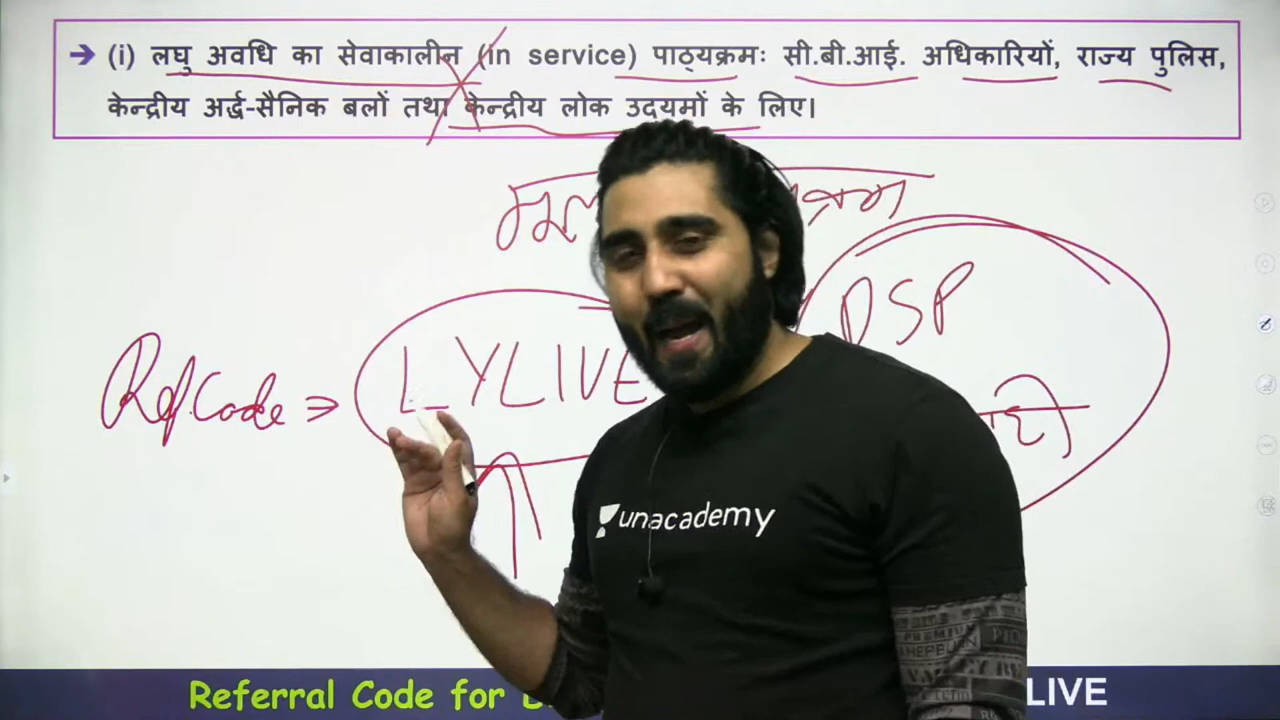 → (i) लघु अवधि का सेवाकालीन (in service) पाठ्यक्रमः सी.बी.आई. अधिकारियों, राज्य पुलिस,
केन्द्रीय अर्द्ध-सैनिक बलों तथा केन्द्रीय लोक उदयमों के लिए।
DSP
Ref Code ⇒ LYLIVE
unacademy
PREMIUM
Referral Code for
LIVE